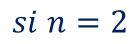 si n = 2